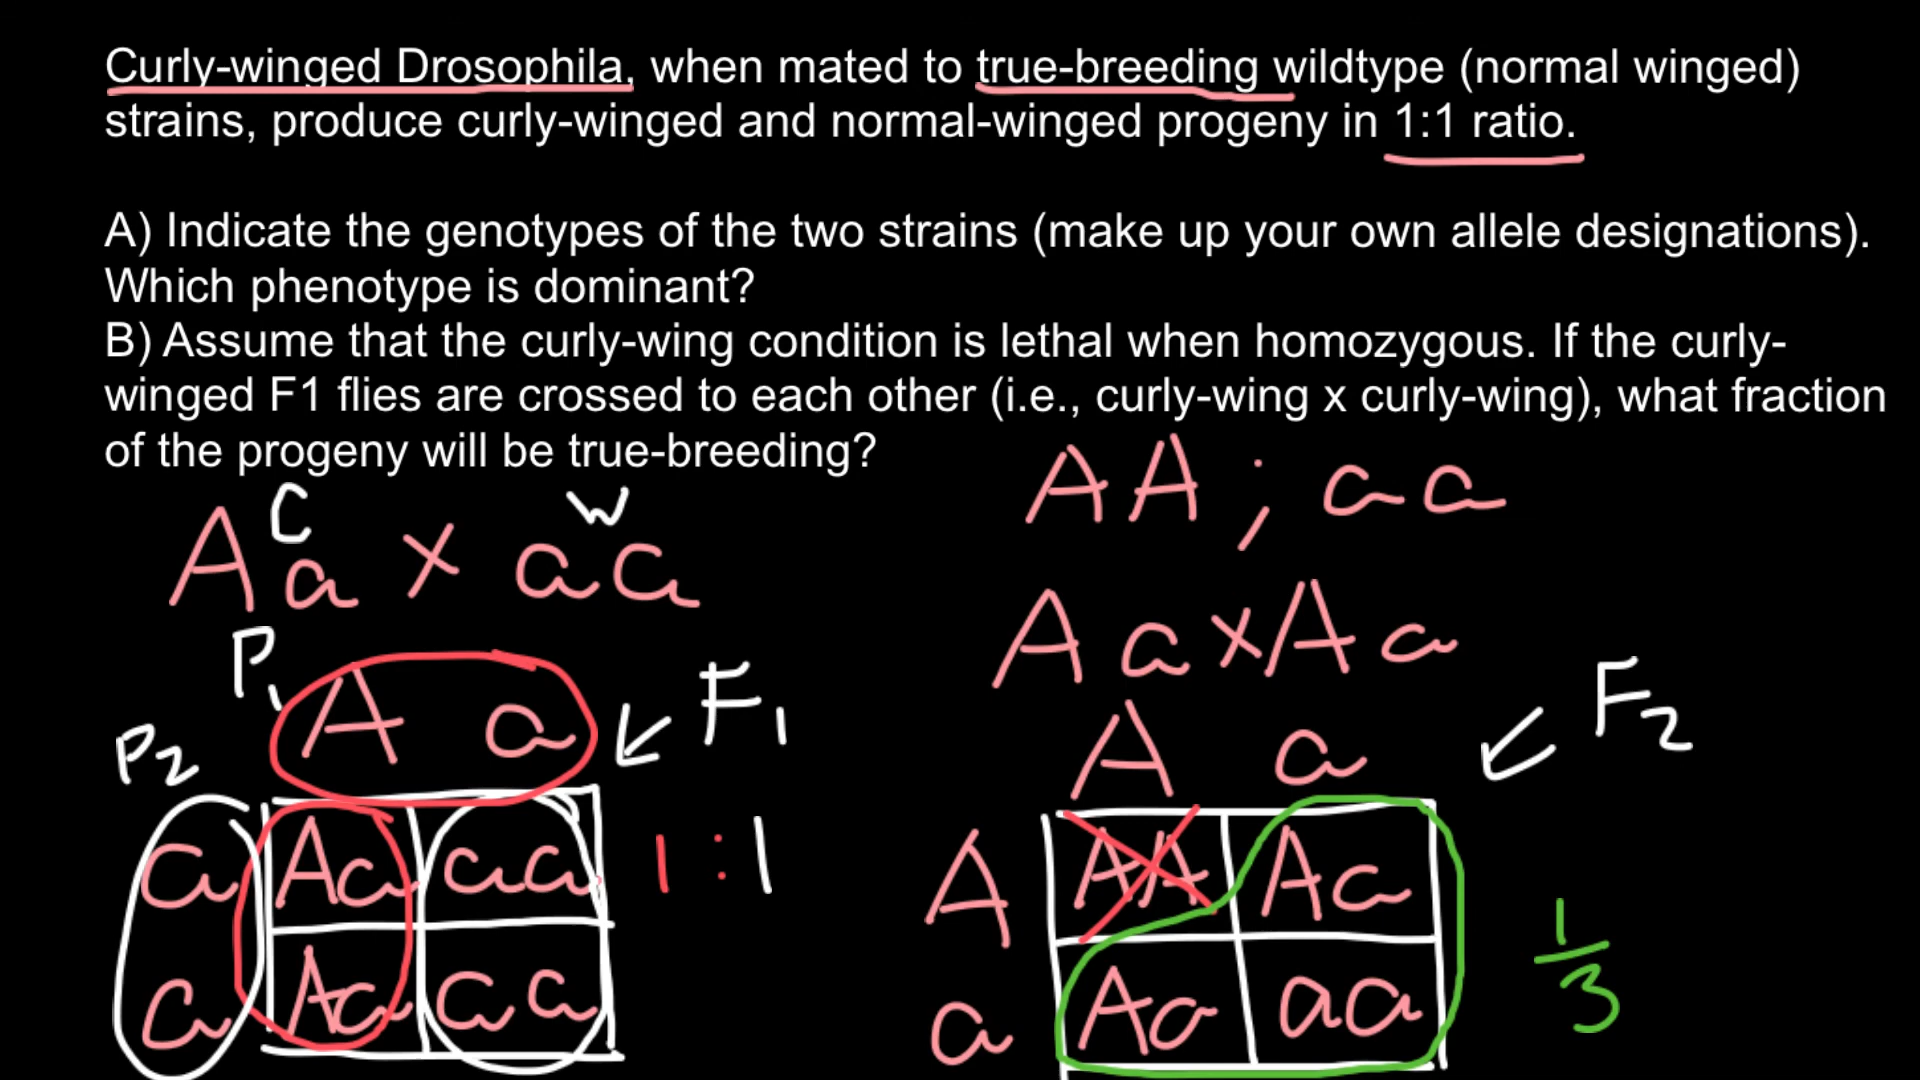 Curly-winged Drosophila, when mated to true-breeding wildtype (normal winged)
strains, produce curly-winged and normal-winged progeny in 1:1 ratio.
A) Indicate the genotypes of the two strains (make up your own allele designations).
Which phenotype is dominant?
B) Assume that the curly-wing condition is lethal when homozygous. If the curly-
winged F1 flies are crossed to each other (i.e., curly-wing x curly-wing), what fraction
of the progeny will be true-breeding?
C W
Aa x aa
P1
A a
F1
P2
a Aa aa
1:1
a Aa aa
AA ; aa
Aa x Aa
F2
A a
A AA Aa
a Aa aa
1/3